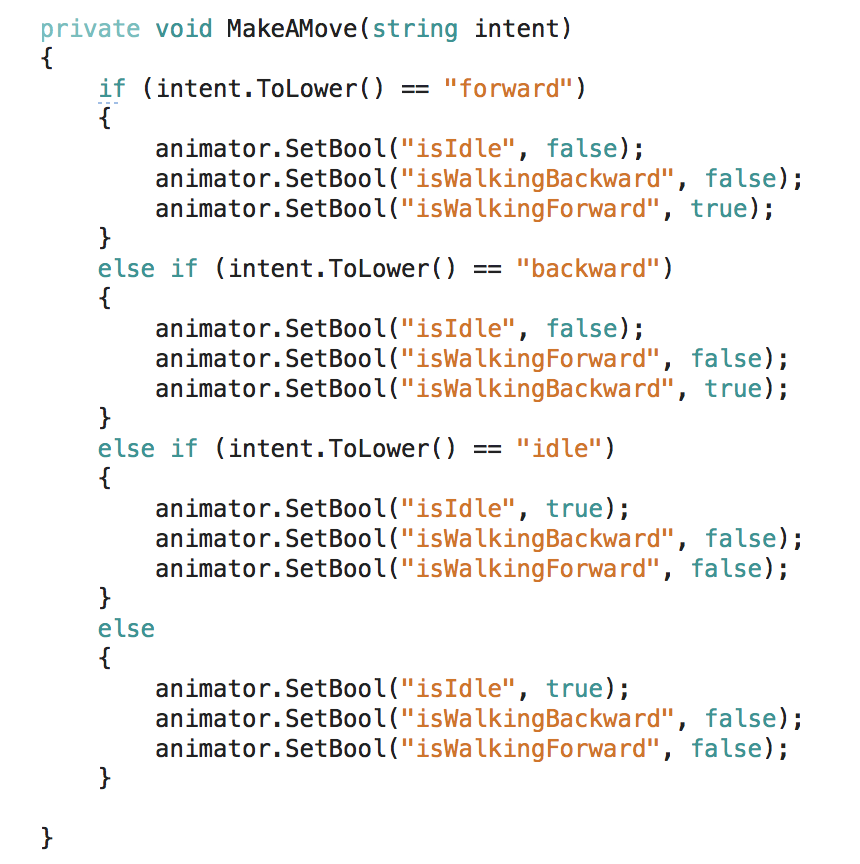 private void MakeAMove(string intent)
{
    if (intent.ToLower() == "forward")
    {
        animator.SetBool("isIdle", false);
        animator.SetBool("isWalkingBackward", false);
        animator.SetBool("isWalkingForward", true);
    }
    else if (intent.ToLower() == "backward")
    {
        animator.SetBool("isIdle", false);
        animator.SetBool("isWalkingForward", false);
        animator.SetBool("isWalkingBackward", true);
    }
    else if (intent.ToLower() == "idle")
    {
        animator.SetBool("isIdle", true);
        animator.SetBool("isWalkingBackward", false);
        animator.SetBool("isWalkingForward", false);
    }
    else
    {
        animator.SetBool("isIdle", true);
        animator.SetBool("isWalkingBackward", false);
        animator.SetBool("isWalkingForward", false);
    }

}